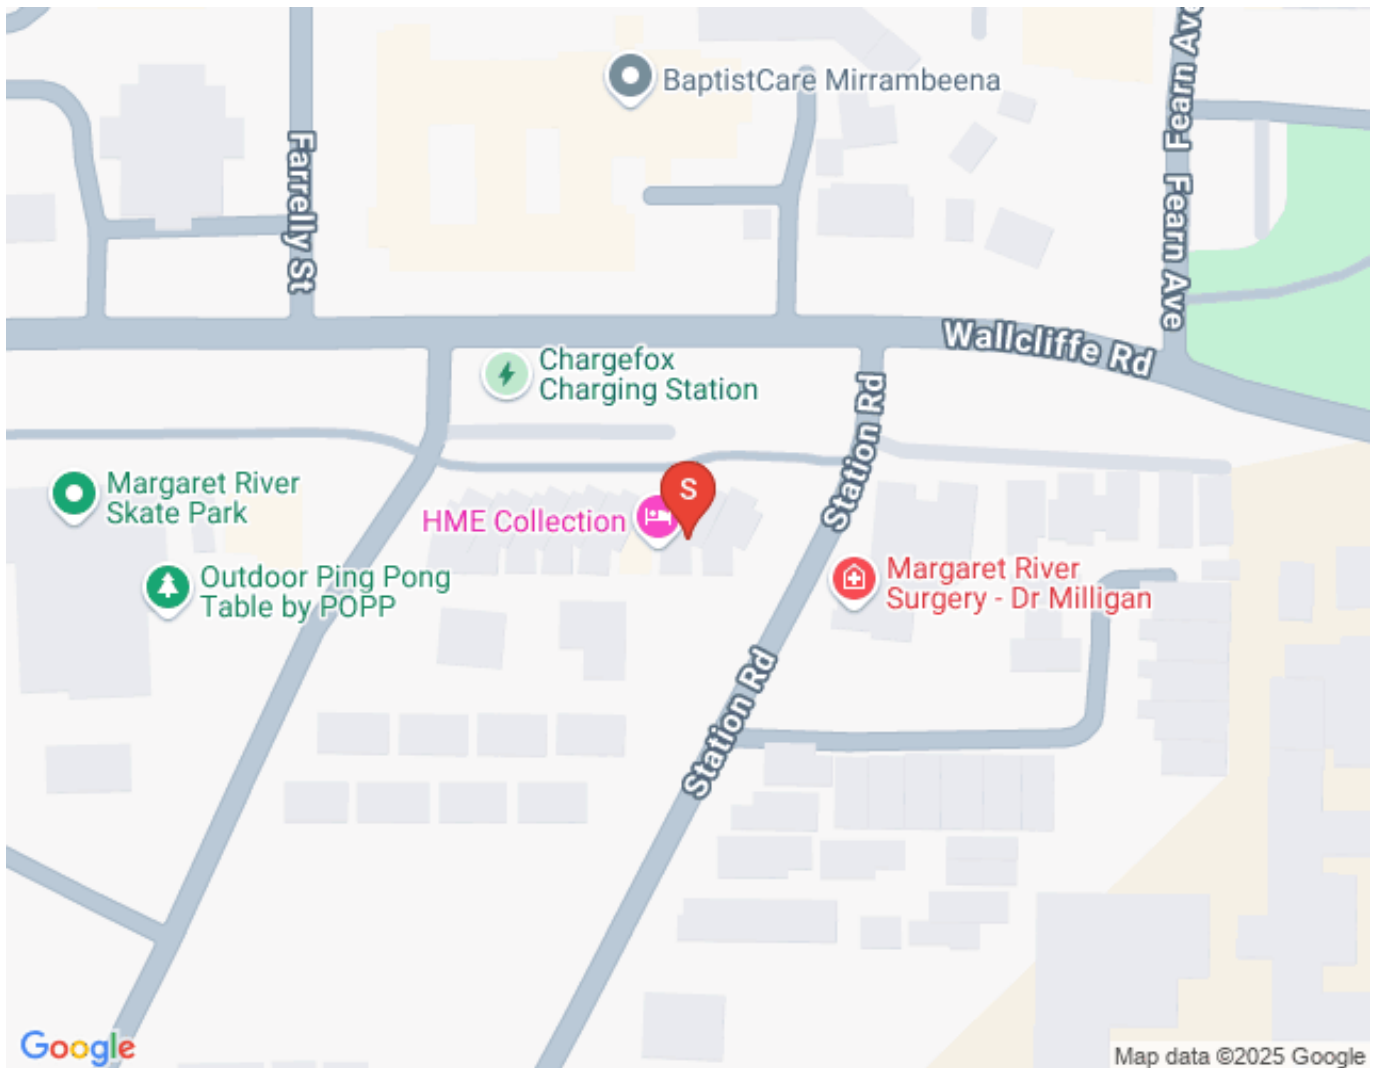 Fearn Ave
BaptistCare Mirrambeena
Farrelly St
Fearn Ave
Wallcliffe Rd
Chargefox
Charging Station
Station Rd
Margaret River
Skate Park
S
HME Collection
Outdoor Ping Pong
Table by POPP
Margaret River
Surgery - Dr Milligan
Station Rd
Google
Map data ©2025 Google